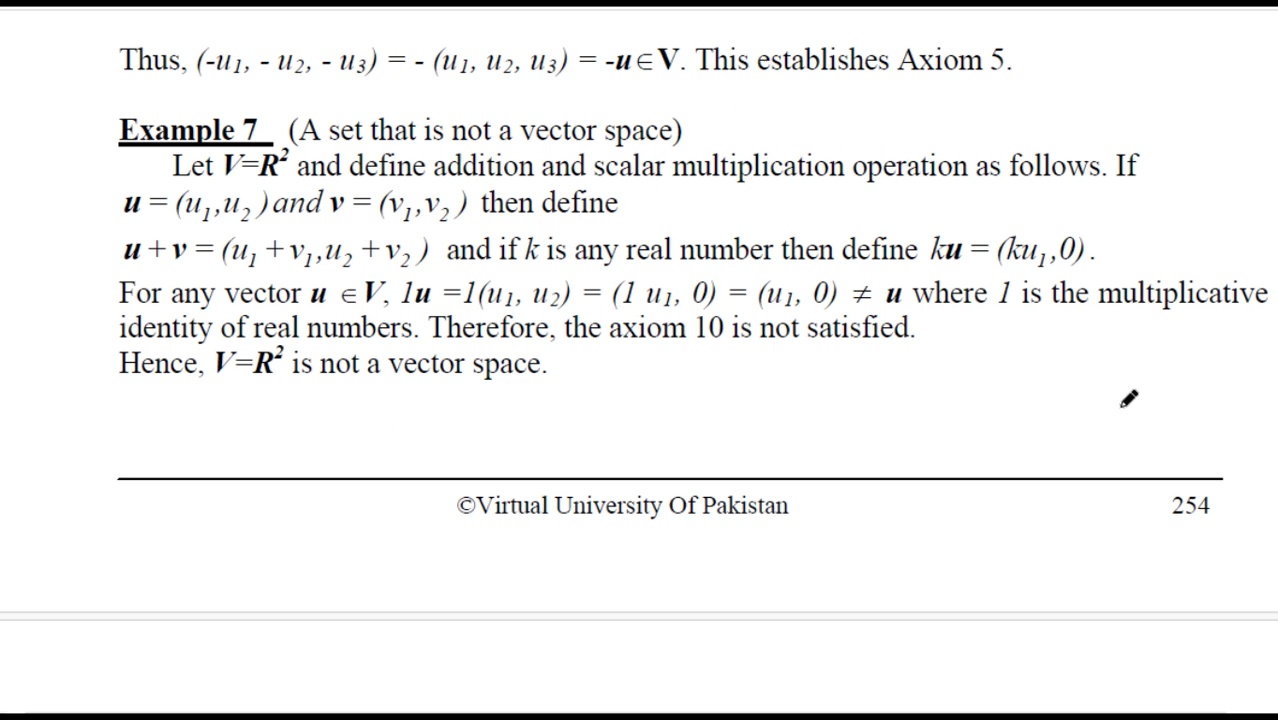 Thus, (-u₁, - u₂, - u₃) = - (u₁, u₂, u₃) = -u∈V. This establishes Axiom 5.
Example 7 (A set that is not a vector space)
Let V=R² and define addition and scalar multiplication operation as follows. If
u = (u₁,u₂) and v = (v₁,v₂) then define
u + v = (u₁ + v₁,u₂ + v₂) and if k is any real number then define ku = (ku₁,0).
For any vector u ∈ V, 1u =1(u₁, u₂) = (1 u₁, 0) = (u₁, 0) ≠ u where 1 is the multiplicative
identity of real numbers. Therefore, the axiom 10 is not satisfied.
Hence, V=R² is not a vector space.
©Virtual University Of Pakistan 254